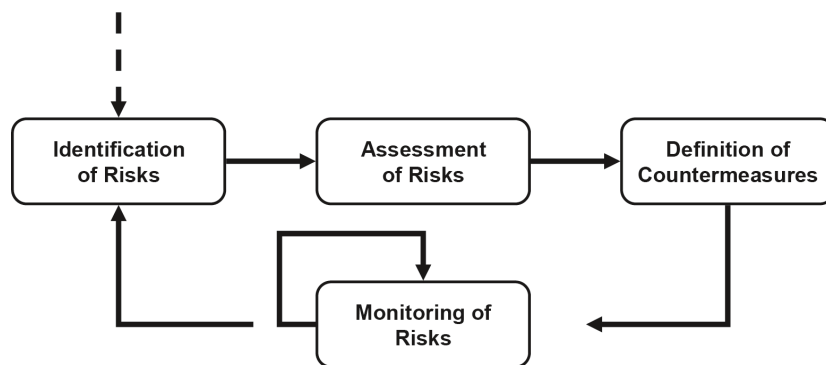 Identification
of Risks
Assessment
of Risks
Definition of
Countermeasures
Monitoring of
Risks